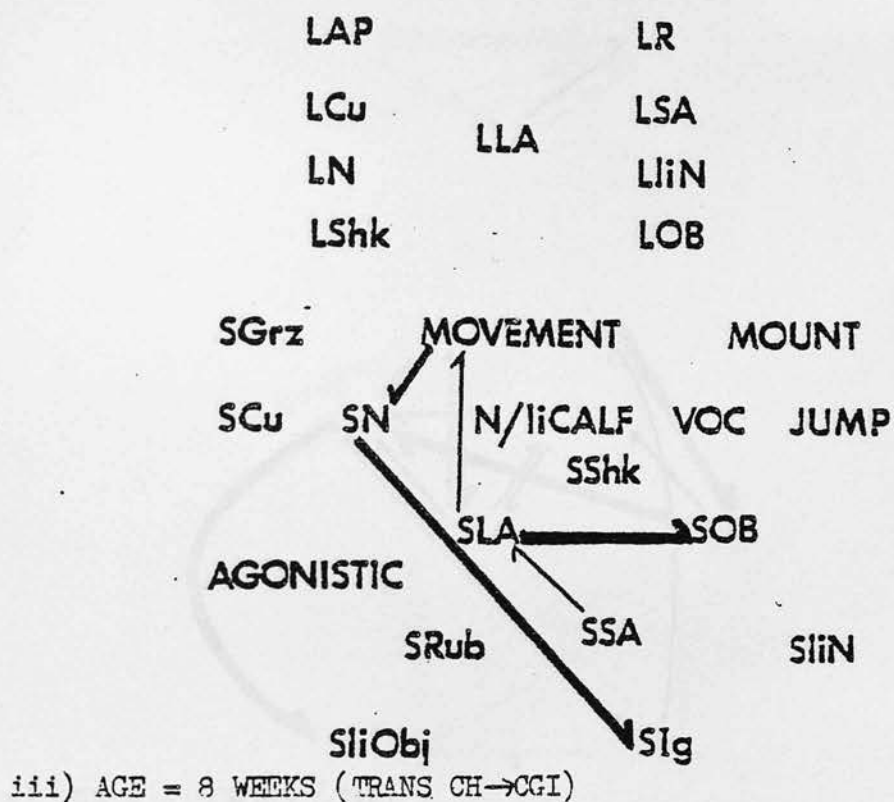 LAP LR
LCu LSA
LLA
LN LliN
LShk LOB
SGrz MOVEMENT MOUNT
SCu SN N/liCALF VOC JUMP
SShk
SLA SOB
AGONISTIC
SSA
SRub SliN
SliObj SIg
iii) AGE = 8 WEEKS (TRANS CH→CGI)